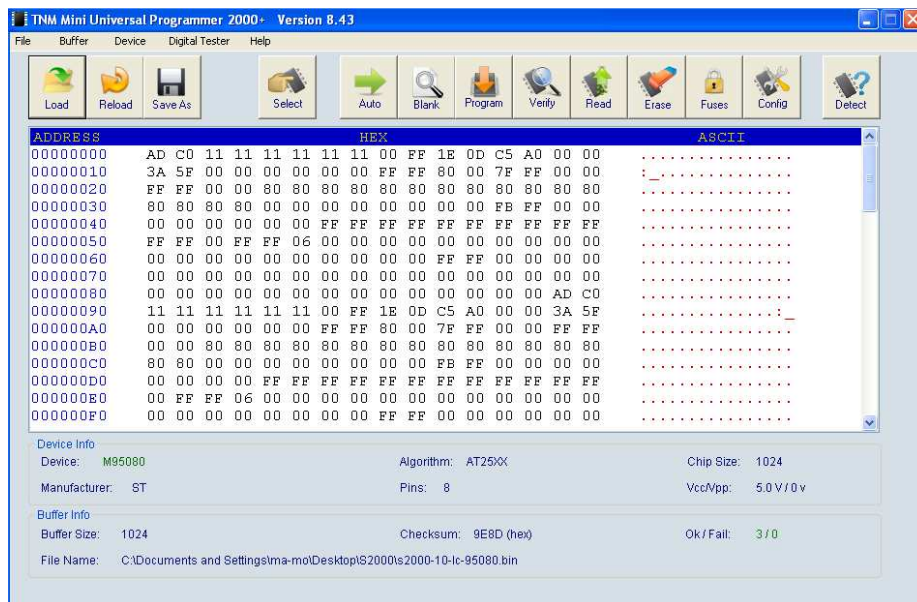 TNM Mini Universal Programmer 2000+ Version 8.43
File Buffer Device Digital Tester Help
Load Reload Save As Select Auto Blank Program Verify Read Erase Fuses Config Detect
ADDRESS HEX ASCII
00000000 AD C0 11 11 11 11 11 11 00 FF 1E 0D C5 A0 00 00 ................
00000010 3A 5F 00 00 00 00 00 00 FF FF 80 00 7F FF 00 00 :_..............
00000020 FF FF 00 00 80 80 80 80 80 80 80 80 80 80 80 80 ................
00000030 80 80 80 80 00 00 00 00 00 00 00 00 FB FF 00 00 ................
00000040 00 00 00 00 00 00 FF FF FF FF FF FF FF FF FF FF ................
00000050 FF FF 00 FF FF 06 00 00 00 00 00 00 00 00 00 00 ................
00000060 00 00 00 00 00 00 00 00 00 00 FF FF 00 00 00 00 ................
00000070 00 00 00 00 00 00 00 00 00 00 00 00 00 00 00 00 ................
00000080 00 00 00 00 00 00 00 00 00 00 00 00 00 00 AD C0 ................
00000090 11 11 11 11 11 11 00 FF 1E 0D C5 A0 00 00 3A 5F ..............:_
000000A0 00 00 00 00 00 00 FF FF 80 00 7F FF 00 00 FF FF ................
000000B0 00 00 80 80 80 80 80 80 80 80 80 80 80 80 80 80 ................
000000C0 80 80 00 00 00 00 00 00 00 00 FB FF 00 00 00 00 ................
000000D0 00 00 00 00 FF FF FF FF FF FF FF FF FF FF FF FF ................
000000E0 00 FF FF 06 00 00 00 00 00 00 00 00 00 00 00 00 ................
000000F0 00 00 00 00 00 00 00 00 FF FF 00 00 00 00 00 00 ................
Device Info
Device: M95080 Algorithm: AT25XX Chip Size: 1024
Manufacturer: ST Pins: 8 Vcc/Vpp: 5.0 V / 0 v
Buffer Info
Buffer Size: 1024 Checksum: 9E8D (hex) Ok / Fail: 3 / 0
File Name: C:\Documents and Settings\ma-mo\Desktop\S2000\s2000-10-lc-95080.bin